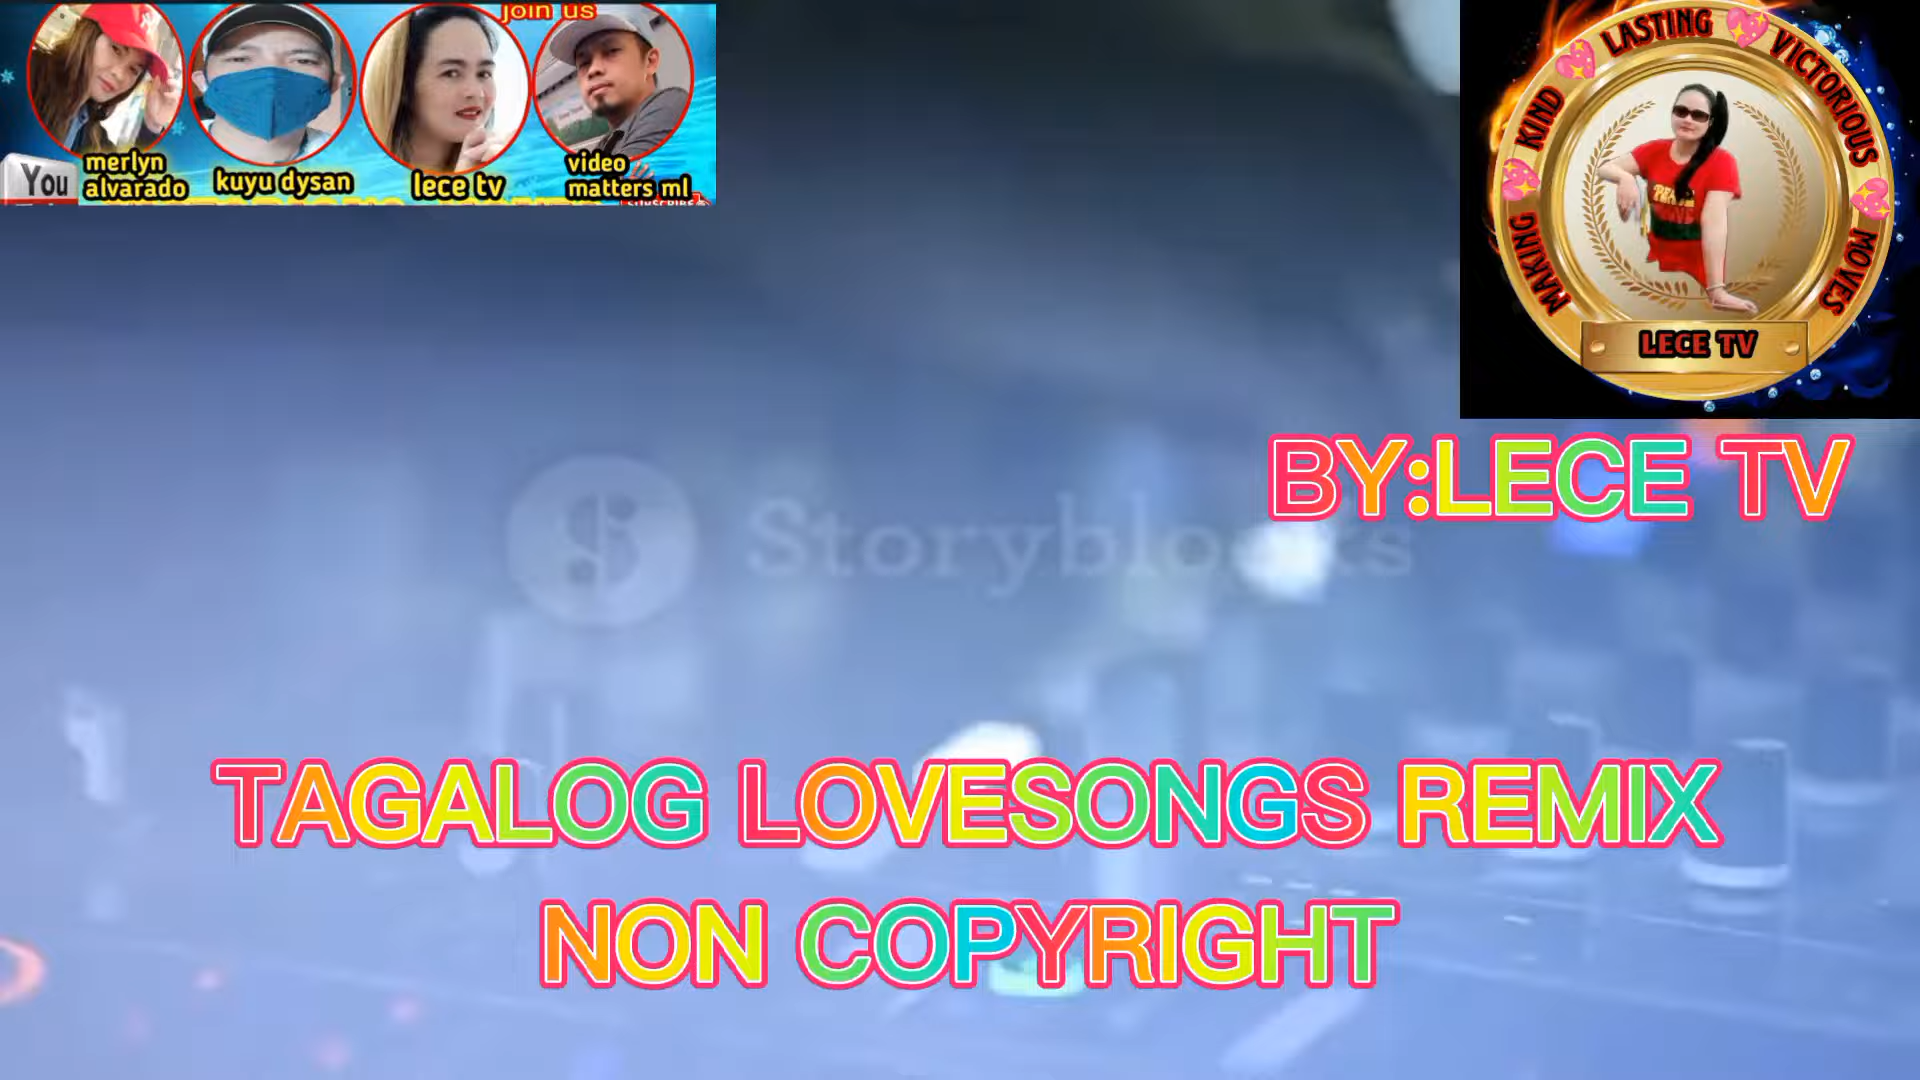 join us
merlyn
alvarado
kuyu dysan
lece tv
video
matters ml
You
SUBSCRIBE
MAKING KIND LASTING VICTORIOUS MOVES
LECE TV
BY:LECE TV
Storyblocks
TAGALOG LOVESONGS REMIX
NON COPYRIGHT